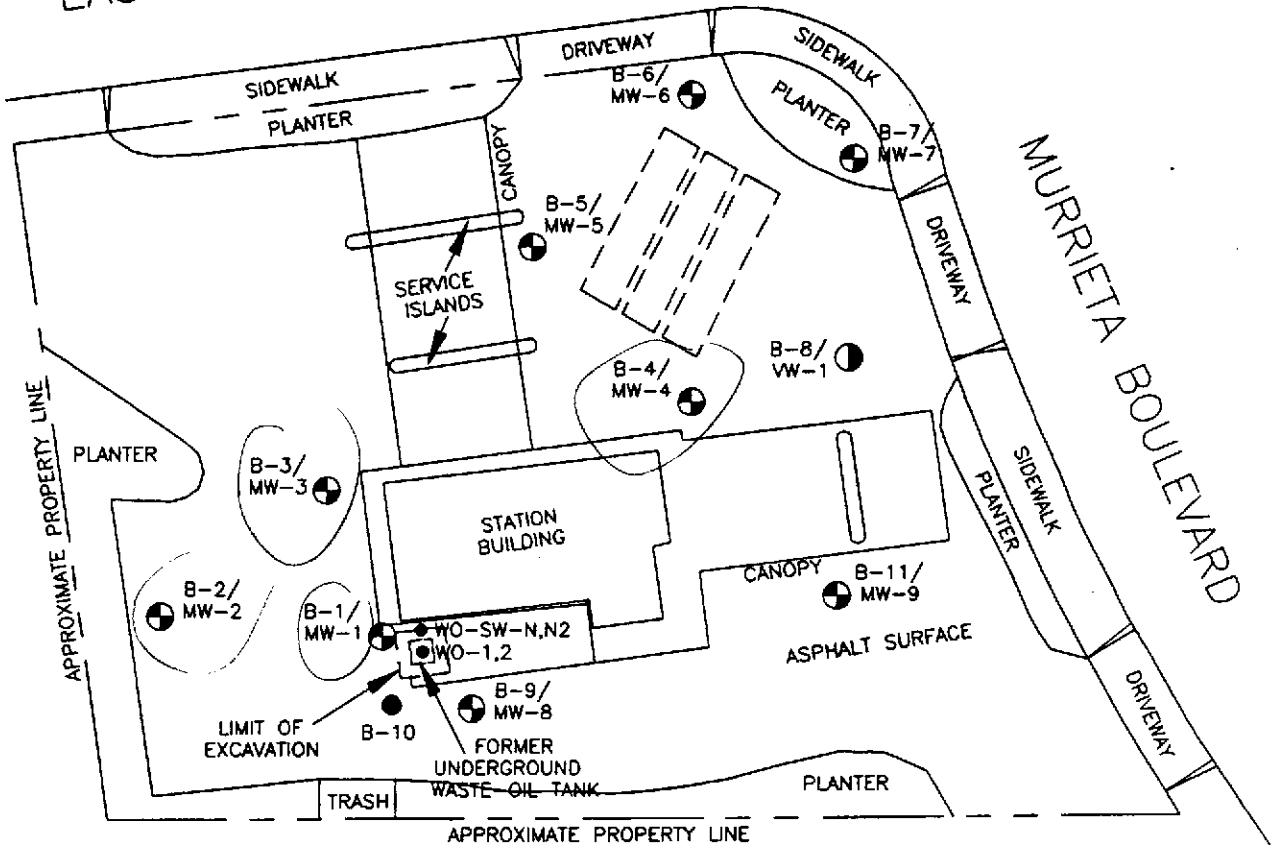 DRIVEWAY
SIDEWALK
SIDEWALK
B-6/
MW-6
PLANTER
PLANTER
CANOPY
B-7/
MW-7
MURRIETA BOULEVARD
B-5/
MW-5
DRIVEWAY
SERVICE
ISLANDS
B-8/
VW-1
B-4/
MW-4
APPROXIMATE PROPERTY LINE
PLANTER
B-3/
MW-3
SIDEWALK
PLANTER
STATION
BUILDING
CANOPY
B-11/
MW-9
B-2/
MW-2
B-1/
MW-1
WO-SW-N,N2
WO-1,2
ASPHALT SURFACE
B-9/
MW-8
DRIVEWAY
LIMIT OF
EXCAVATION
B-10
FORMER
UNDERGROUND
WASTE-OIL TANK
TRASH
PLANTER
APPROXIMATE PROPERTY LINE